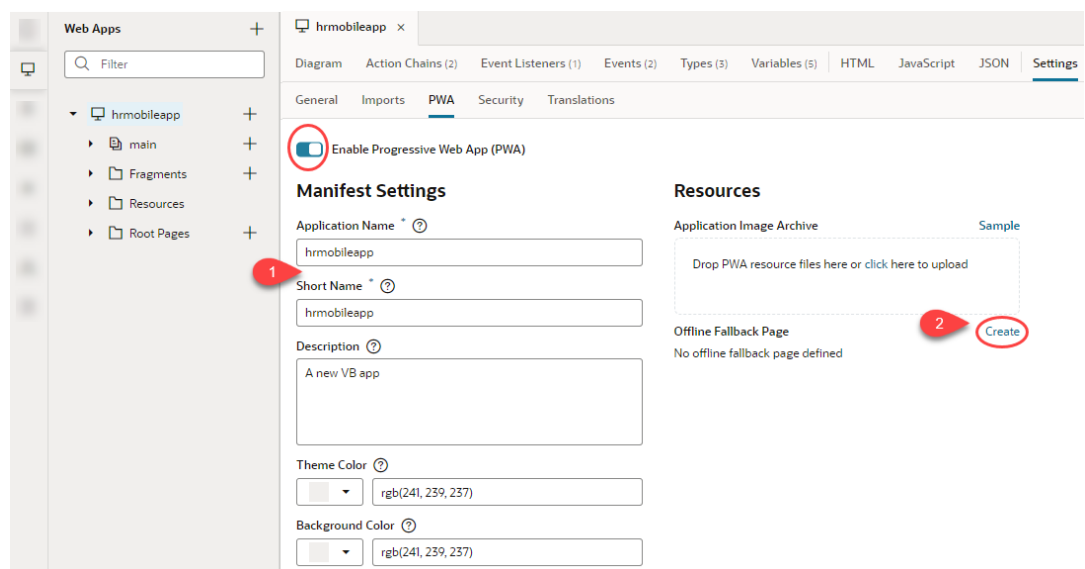 Web Apps
Filter
hrmobileapp
main
Fragments
Resources
Root Pages
hrmobileapp ×
Diagram Action Chains (2) Event Listeners (1) Events (2) Types (3) Variables (5) HTML JavaScript JSON Settings
General Imports PWA Security Translations
Enable Progressive Web App (PWA)
Manifest Settings
Application Name * ?
hrmobileapp
1
Short Name * ?
hrmobileapp
Description ?
A new VB app
Theme Color ?
rgb(241, 239, 237)
Background Color ?
rgb(241, 239, 237)
Resources
Application Image Archive Sample
Drop PWA resource files here or click here to upload
2
Offline Fallback Page Create
No offline fallback page defined